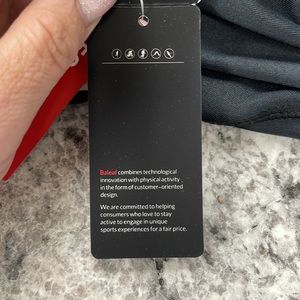 Baleaf combines technological
innovation with physical activity
in the form of customer-oriented
design.
We are committed to helping
consumers who love to stay
active to engage in unique
sports experiences for a fair price.